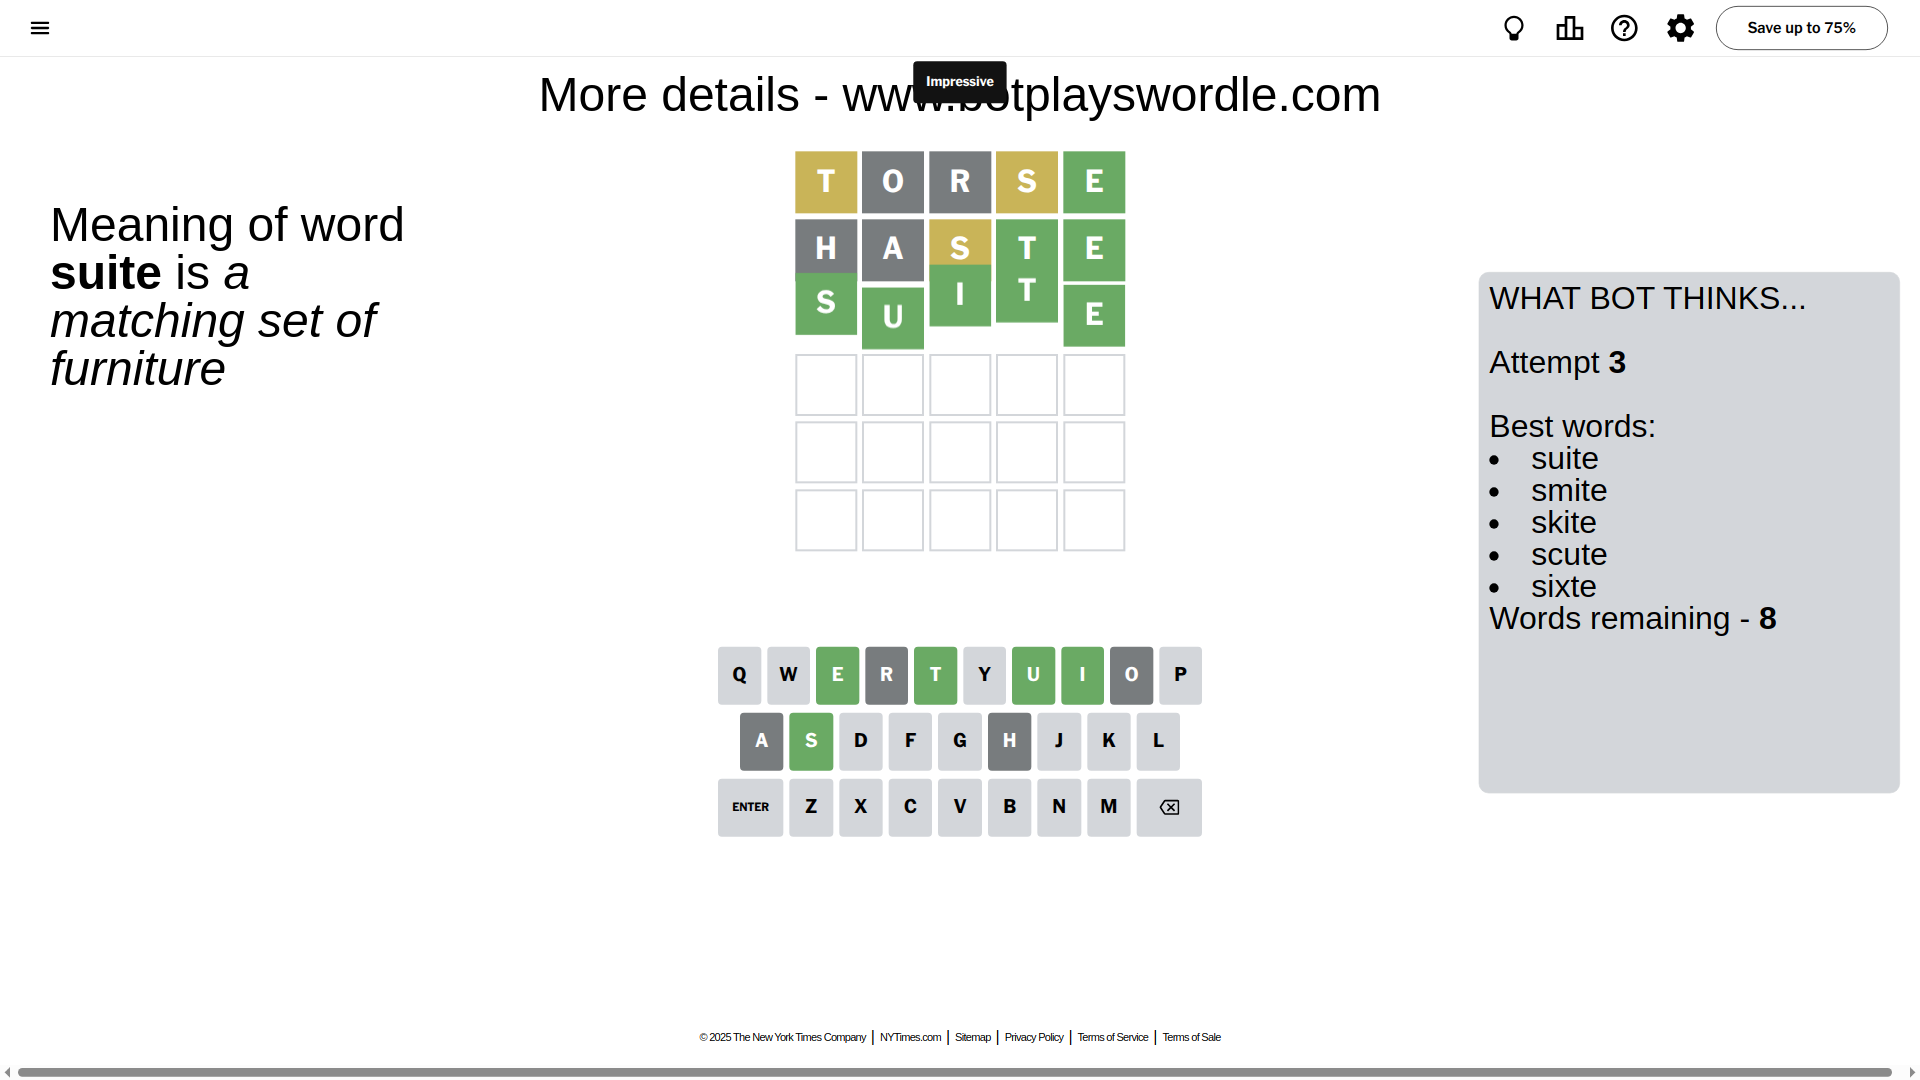 Save up to 75%
Impressive
More details - www.botplayswordle.com
Meaning of word
suite is a
matching set of
furniture
T O R S E
H A S T E
S U I T E
WHAT BOT THINKS...
Attempt 3
Best words:
• suite
• smite
• skite
• scute
• sixte
Words remaining - 8
Q W E R T Y U I O P
A S D F G H J K L
ENTER Z X C V B N M
© 2025 The New York Times Company | NYTimes.com | Sitemap | Privacy Policy | Terms of Service | Terms of Sale